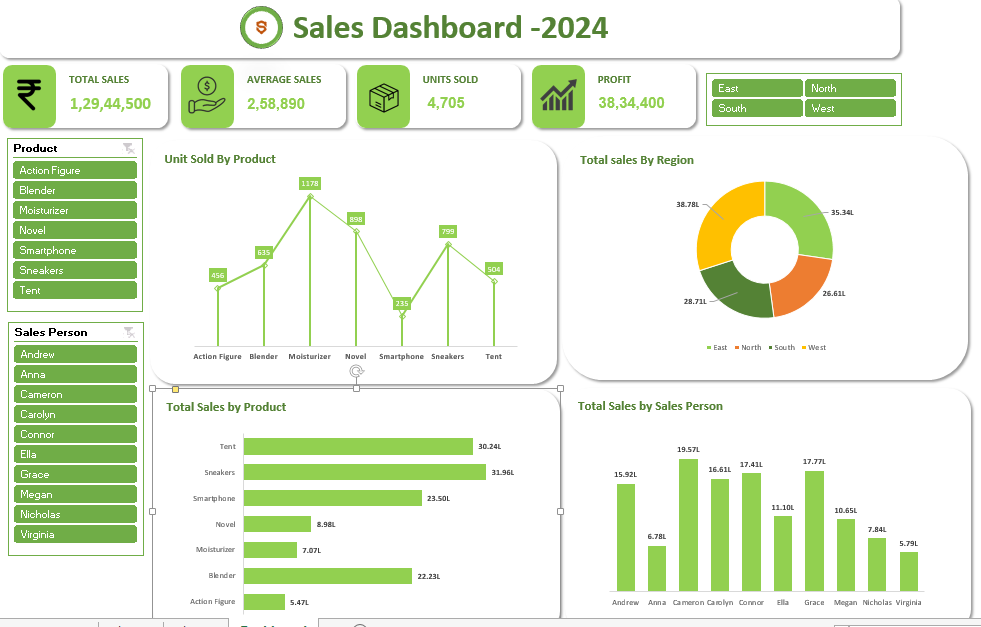 Sales Dashboard -2024
TOTAL SALES
1,29,44,500
AVERAGE SALES
2,58,890
UNITS SOLD
4,705
PROFIT
38,34,400
East
North
South
West
Product
Action Figure
Blender
Moisturizer
Novel
Smartphone
Sneakers
Tent
Sales Person
Andrew
Anna
Cameron
Carolyn
Connor
Ella
Grace
Megan
Nicholas
Virginia
Unit Sold By Product
456
635
1178
898
235
799
504
Action Figure Blender Moisturizer Novel Smartphone Sneakers Tent
Total sales By Region
38.78L
35.34L
28.71L
26.61L
East North South West
Total Sales by Product
Tent 30.24L
Sneakers 31.96L
Smartphone 23.50L
Novel 8.98L
Moisturizer 7.07L
Blender 22.23L
Action Figure 5.47L
Total Sales by Sales Person
15.92L
6.78L
19.57L
16.61L
17.41L
11.10L
17.77L
10.65L
7.84L
5.79L
Andrew Anna Cameron Carolyn Connor Ella Grace Megan Nicholas Virginia